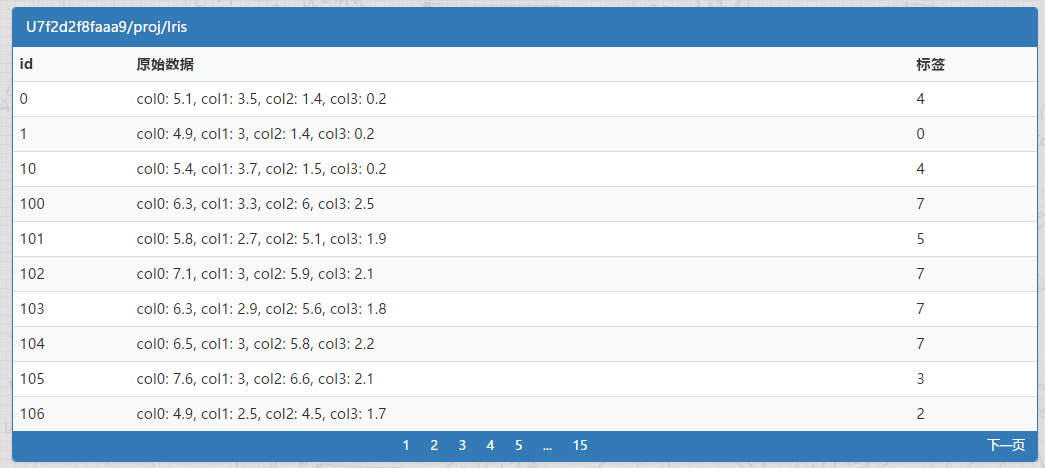 U7f2d2f8faaa9/proj/Iris
id 原始数据 标签
0 col0: 5.1, col1: 3.5, col2: 1.4, col3: 0.2 4
1 col0: 4.9, col1: 3, col2: 1.4, col3: 0.2 0
10 col0: 5.4, col1: 3.7, col2: 1.5, col3: 0.2 4
100 col0: 6.3, col1: 3.3, col2: 6, col3: 2.5 7
101 col0: 5.8, col1: 2.7, col2: 5.1, col3: 1.9 5
102 col0: 7.1, col1: 3, col2: 5.9, col3: 2.1 7
103 col0: 6.3, col1: 2.9, col2: 5.6, col3: 1.8 7
104 col0: 6.5, col1: 3, col2: 5.8, col3: 2.2 7
105 col0: 7.6, col1: 3, col2: 6.6, col3: 2.1 3
106 col0: 4.9, col1: 2.5, col2: 4.5, col3: 1.7 2
1 2 3 4 5 ... 15 下一页